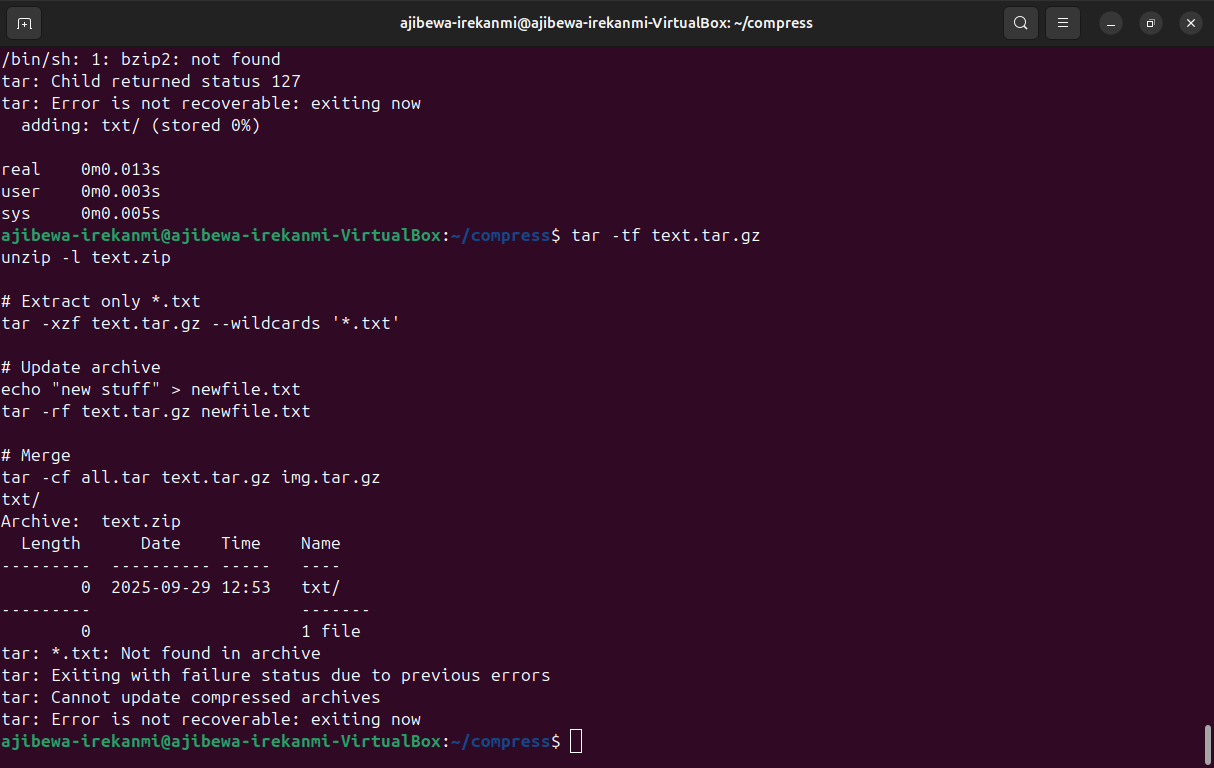 ajibewa-irekanmi@ajibewa-irekanmi-VirtualBox: ~/compress
/bin/sh: 1: bzip2: not found
tar: Child returned status 127
tar: Error is not recoverable: exiting now
  adding: txt/ (stored 0%)
real    0m0.013s
user    0m0.003s
sys     0m0.005s
ajibewa-irekanmi@ajibewa-irekanmi-VirtualBox:~/compress$ tar -tf text.tar.gz
unzip -l text.zip
# Extract only *.txt
tar -xzf text.tar.gz --wildcards '*.txt'
# Update archive
echo "new stuff" > newfile.txt
tar -rf text.tar.gz newfile.txt
# Merge
tar -cf all.tar text.tar.gz img.tar.gz
txt/
Archive:  text.zip
  Length      Date    Time    Name
---------  ---------- -----   ----
        0  2025-09-29 12:53   txt/
---------                     -------
        0                     1 file
tar: *.txt: Not found in archive
tar: Exiting with failure status due to previous errors
tar: Cannot update compressed archives
tar: Error is not recoverable: exiting now
ajibewa-irekanmi@ajibewa-irekanmi-VirtualBox:~/compress$